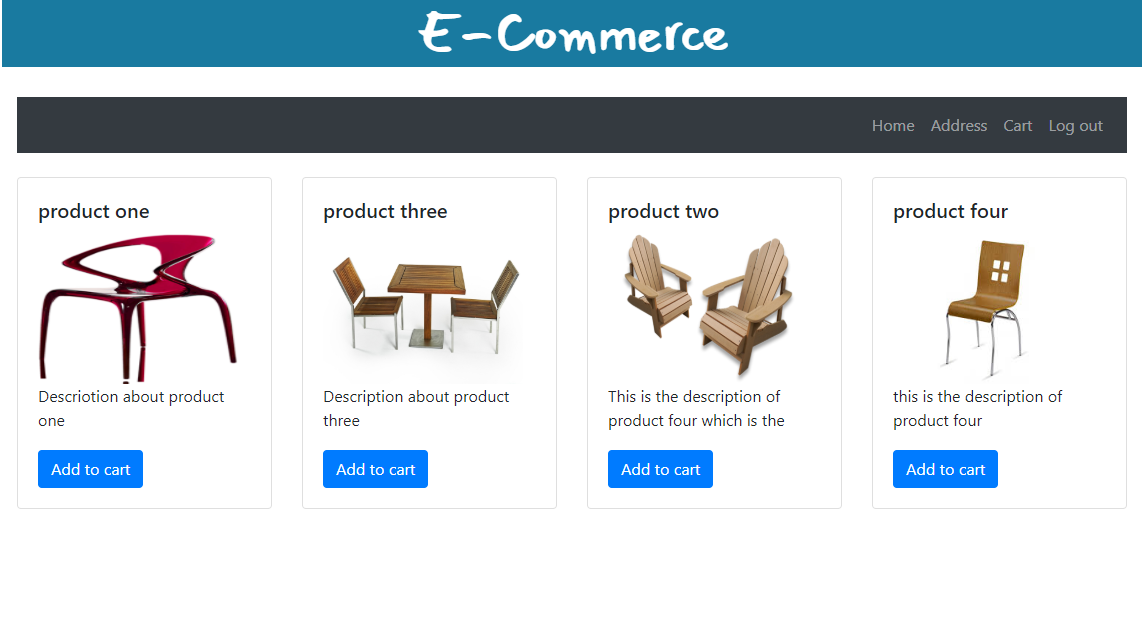 E-Commerce
Home Address Cart Log out
product one
Descriotion about product
one
Add to cart
product three
Description about product
three
Add to cart
product two
This is the description of
product four which is the
Add to cart
product four
this is the description of
product four
Add to cart